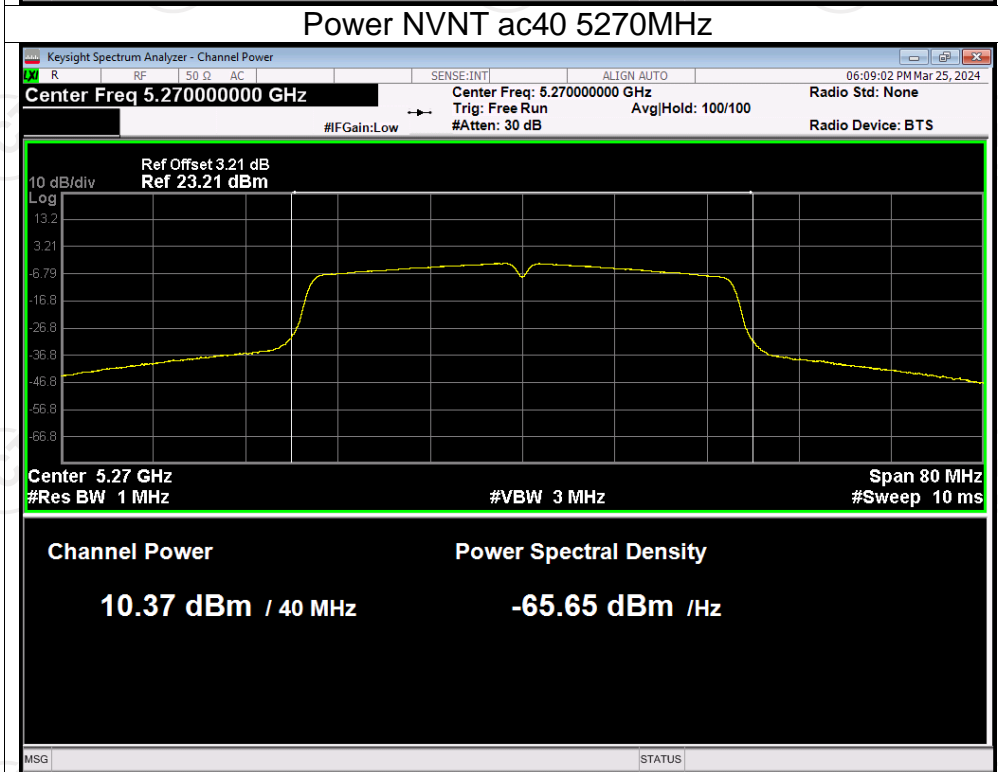 Power NVNT ac40 5270MHz
Keysight Spectrum Analyzer - Channel Power
LXI R RF 50 Ω AC SENSE:INT ALIGN AUTO 06:09:02 PM Mar 25, 2024
Center Freq 5.270000000 GHz Center Freq: 5.270000000 GHz Radio Std: None
Trig: Free Run Avg|Hold: 100/100
#IFGain:Low #Atten: 30 dB Radio Device: BTS
Ref Offset 3.21 dB
10 dB/div Ref 23.21 dBm
Log
13.2
3.21
-6.79
-16.8
-26.8
-36.8
-46.8
-56.8
-66.8
Center 5.27 GHz Span 80 MHz
#Res BW 1 MHz #VBW 3 MHz #Sweep 10 ms
Channel Power Power Spectral Density
10.37 dBm / 40 MHz -65.65 dBm /Hz
MSG STATUS